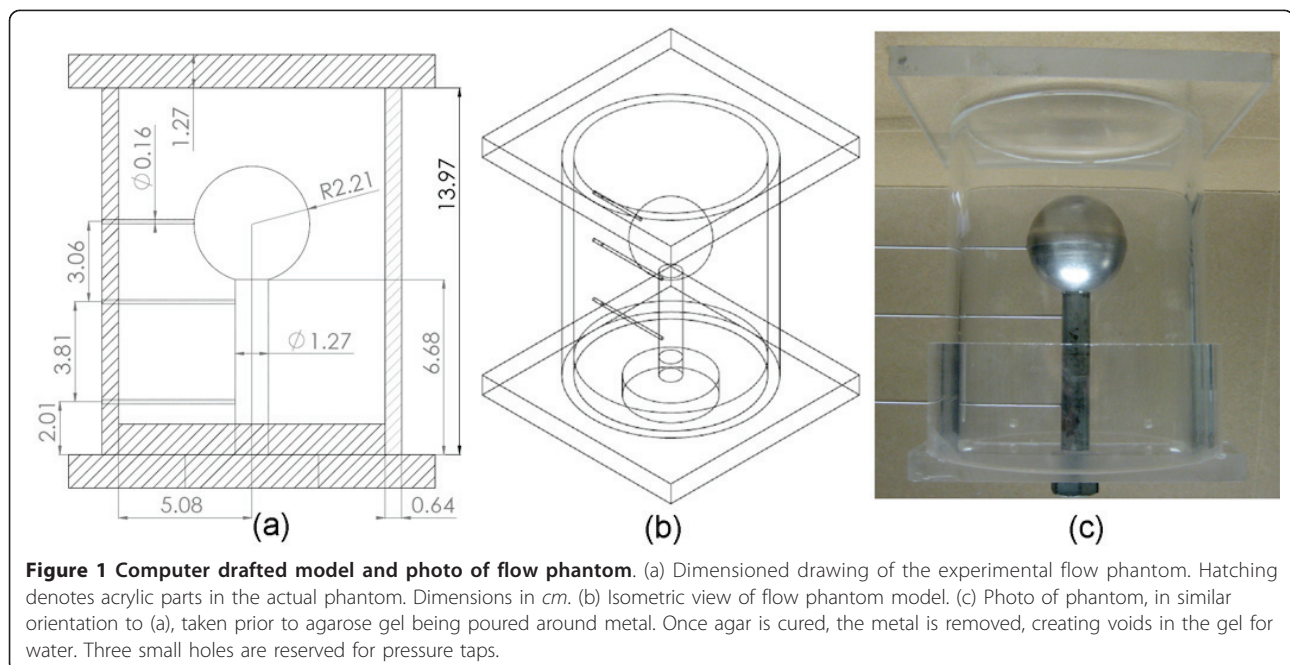 1.27
Ø0.16
R2.21
13.97
3.06
3.81
Ø1.27
6.68
2.01
5.08
0.64
(a)
(b)
(c)
Figure 1 Computer drafted model and photo of flow phantom. (a) Dimensioned drawing of the experimental flow phantom. Hatching
denotes acrylic parts in the actual phantom. Dimensions in cm. (b) Isometric view of flow phantom model. (c) Photo of phantom, in similar
orientation to (a), taken prior to agarose gel being poured around metal. Once agar is cured, the metal is removed, creating voids in the gel for
water. Three small holes are reserved for pressure taps.